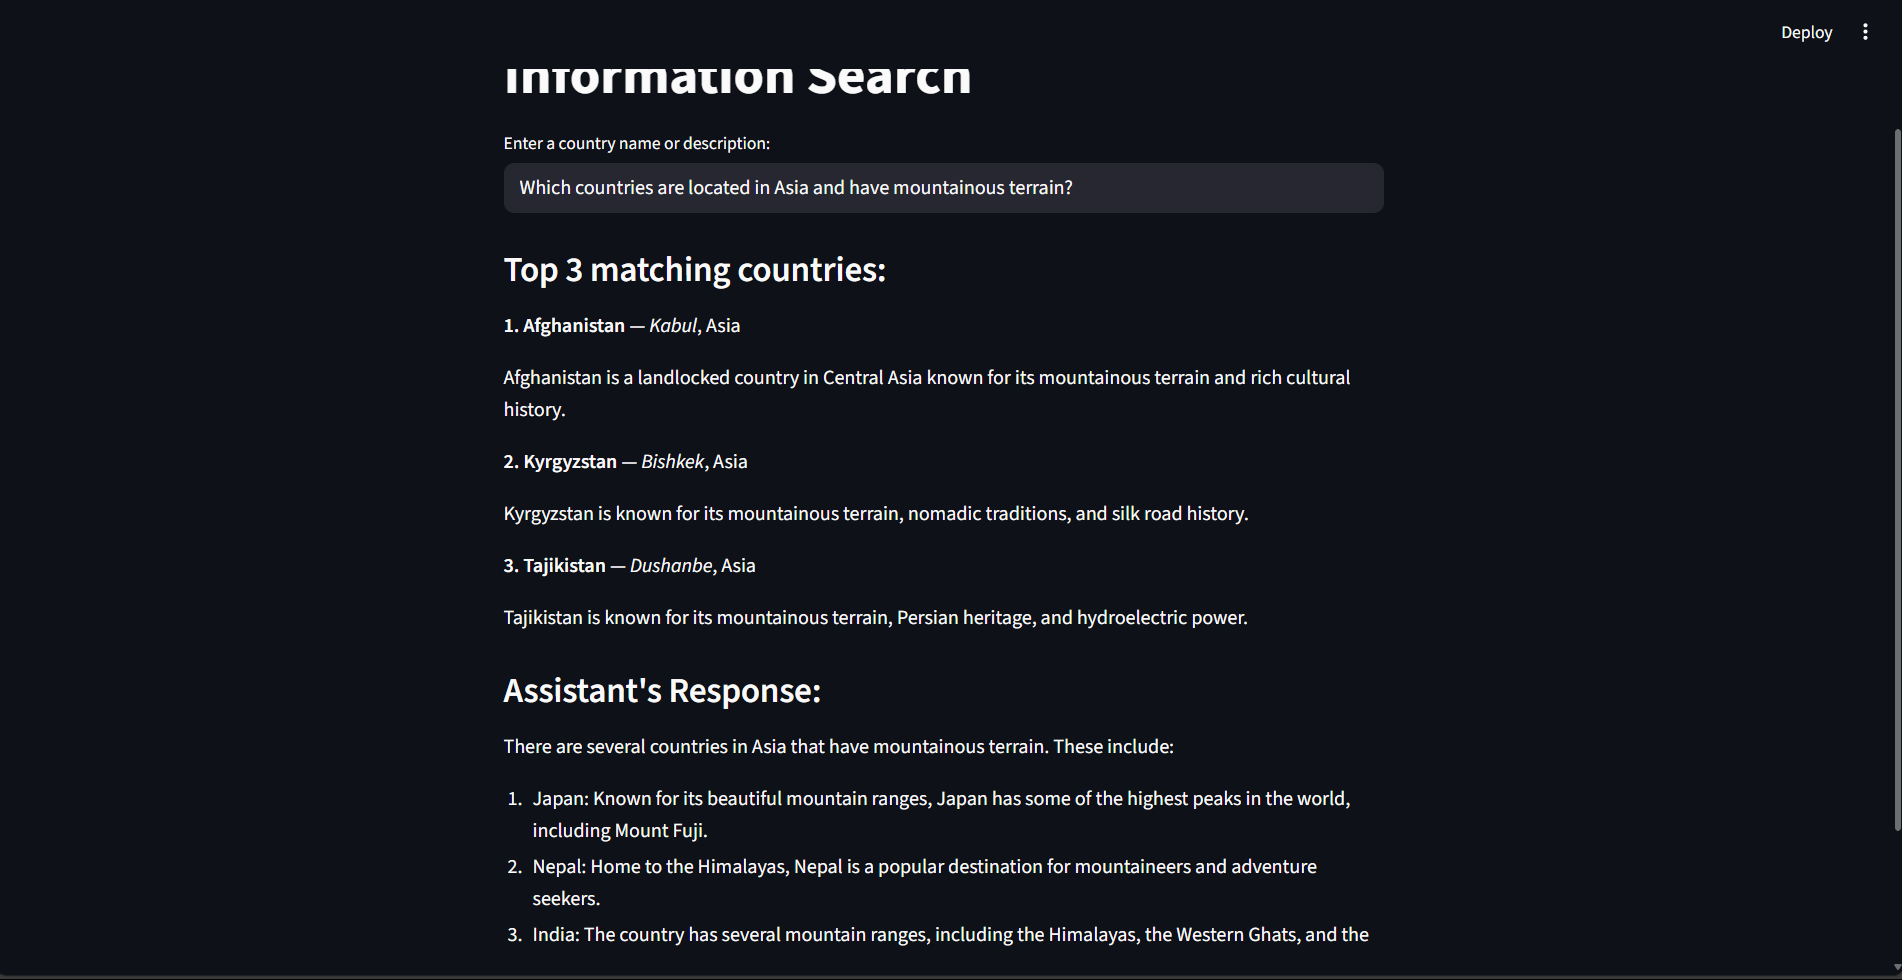 Deploy
Information Search
Enter a country name or description:
Which countries are located in Asia and have mountainous terrain?
Top 3 matching countries:
1. Afghanistan — Kabul, Asia
Afghanistan is a landlocked country in Central Asia known for its mountainous terrain and rich cultural
history.
2. Kyrgyzstan — Bishkek, Asia
Kyrgyzstan is known for its mountainous terrain, nomadic traditions, and silk road history.
3. Tajikistan — Dushanbe, Asia
Tajikistan is known for its mountainous terrain, Persian heritage, and hydroelectric power.
Assistant's Response:
There are several countries in Asia that have mountainous terrain. These include:
1. Japan: Known for its beautiful mountain ranges, Japan has some of the highest peaks in the world,
including Mount Fuji.
2. Nepal: Home to the Himalayas, Nepal is a popular destination for mountaineers and adventure
seekers.
3. India: The country has several mountain ranges, including the Himalayas, the Western Ghats, and the